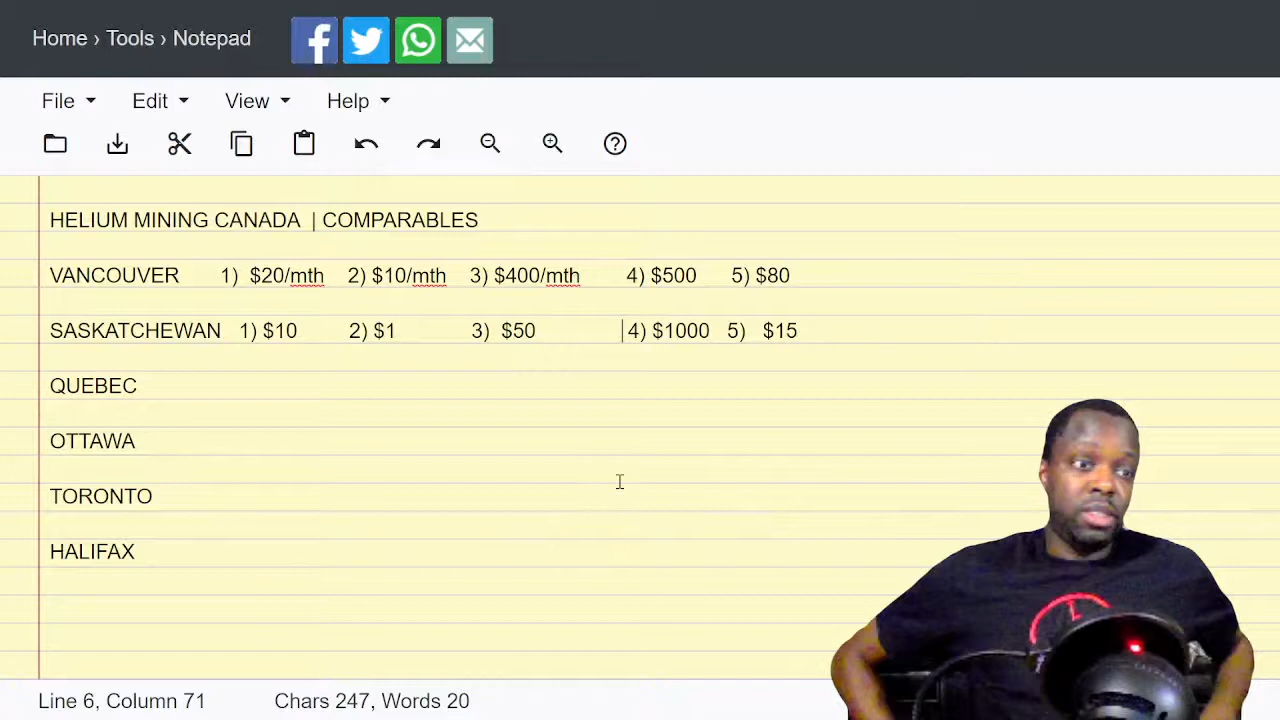 Home › Tools › Notepad
File Edit View Help
HELIUM MINING CANADA | COMPARABLES
VANCOUVER 1) $20/mth 2) $10/mth 3) $400/mth 4) $500 5) $80
SASKATCHEWAN 1) $10 2) $1 3) $50 4) $1000 5) $15
QUEBEC
OTTAWA
TORONTO
HALIFAX
Line 6, Column 71 Chars 247, Words 20